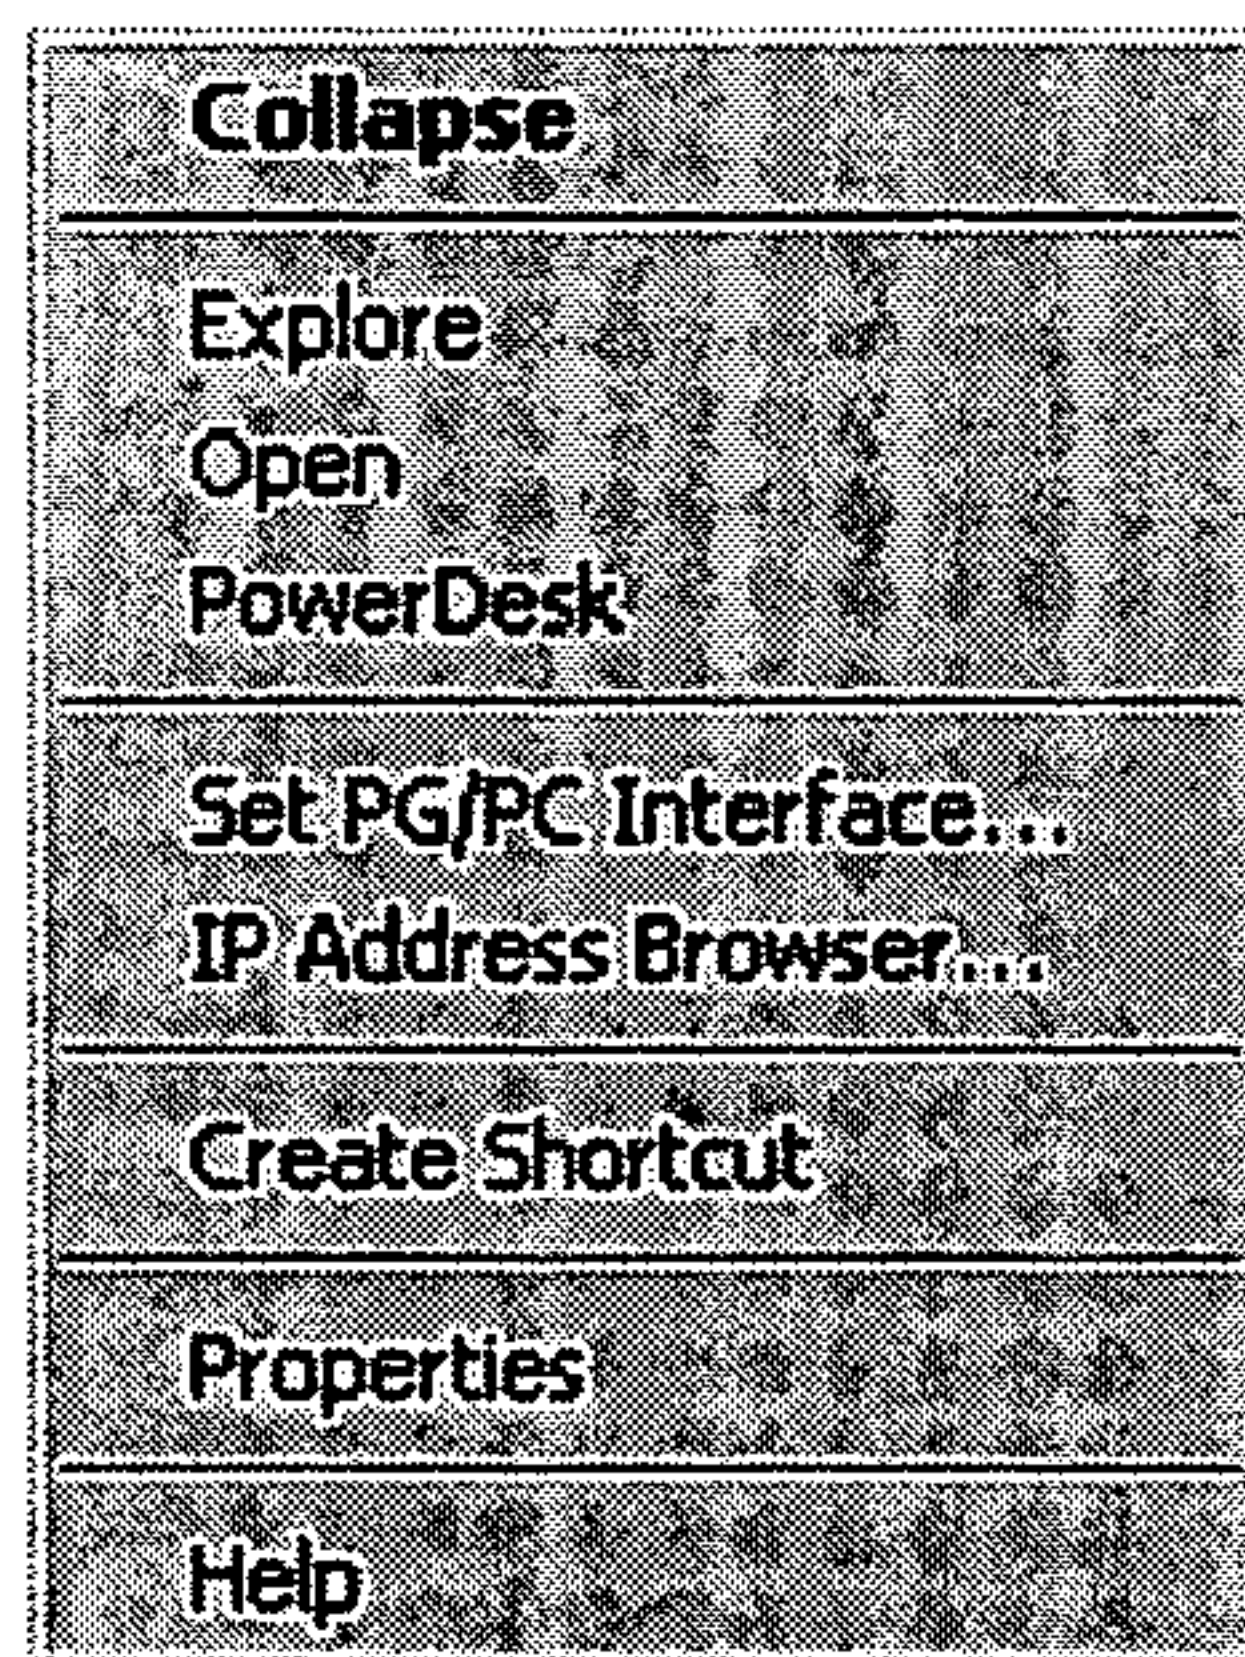 Collapse
Explore
Open
PowerDesk
Set PG/PC Interface...
IP Address Browser...
Create Shortcut
Properties
Help